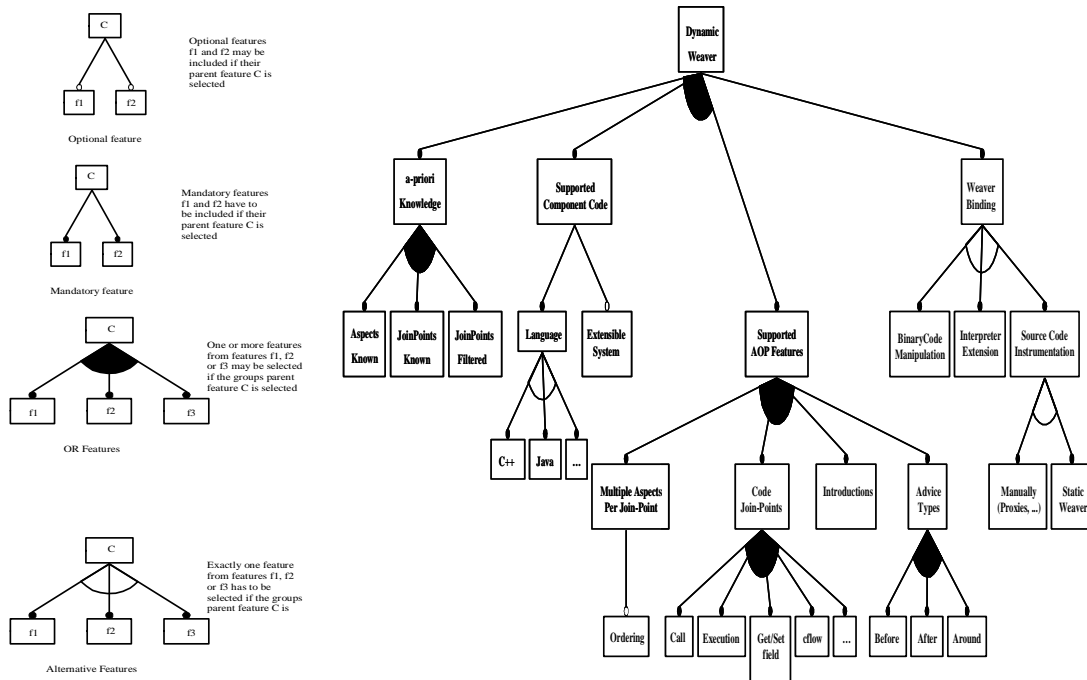 C
f1
f2
Optional features
f1 and f2 may be
included if their
parent feature C is
selected
Optional feature
C
f1
f2
Mandatory features
f1 and f2 have to
be included if their
parent feature C is
selected
Mandatory feature
C
f1
f2
f3
One or more features
from features f1, f2
or f3 may be selected
if the groups parent
feature C is selected
OR Features
C
f1
f2
f3
Exactly one feature
from features f1, f2
or f3 has to be
selected if the groups
parent feature C is
Alternative Features
Dynamic
Weaver
a-priori
Knowledge
Supported
Component Code
Weaver
Binding
Aspects
Known
JoinPoints
Known
JoinPoints
Filtered
Language
Extensible
System
Supported
AOP Features
BinaryCode
Manipulation
Interpreter
Extension
Source Code
Instrumentation
C++
Java
...
Multiple Aspects
Per Join-Point
Code
Join-Points
Introductions
Advice
Types
Manually
(Proxies, ...)
Static
Weaver
Ordering
Call
Execution
Get/Set
field
cflow
...
Before
After
Around